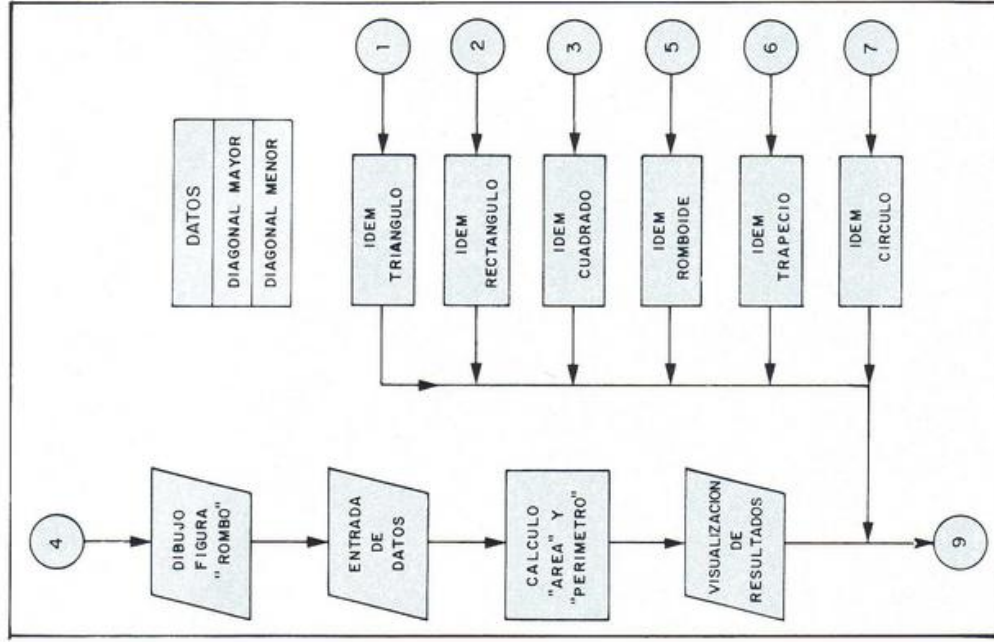 4
DIBUJO
FIGURA
"ROMBO"
ENTRADA
DE
DATOS
CALCULO
"AREA" Y
"PERIMETRO"
VISUALIZACION
DE
RESULTADOS
9
DATOS
DIAGONAL MAYOR
DIAGONAL MENOR
1
IDEM
TRIANGULO
2
IDEM
RECTANGULO
3
IDEM
CUADRADO
5
IDEM
ROMBOIDE
6
IDEM
TRAPECIO
7
IDEM
CIRCULO